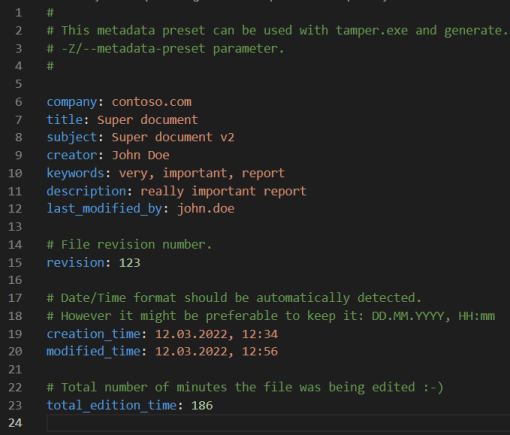 1 #
2 # This metadata preset can be used with tamper.exe and generate.
3 # -Z/--metadata-preset parameter.
4 #
5
6 company: contoso.com
7 title: Super document
8 subject: Super document v2
9 creator: John Doe
10 keywords: very, important, report
11 description: really important report
12 last_modified_by: john.doe
13
14 # File revision number.
15 revision: 123
16
17 # Date/Time format should be automatically detected.
18 # However it might be preferable to keep it: DD.MM.YYYY, HH:mm
19 creation_time: 12.03.2022, 12:34
20 modified_time: 12.03.2022, 12:56
21
22 # Total number of minutes the file was being edited :-)
23 total_edition_time: 186
24